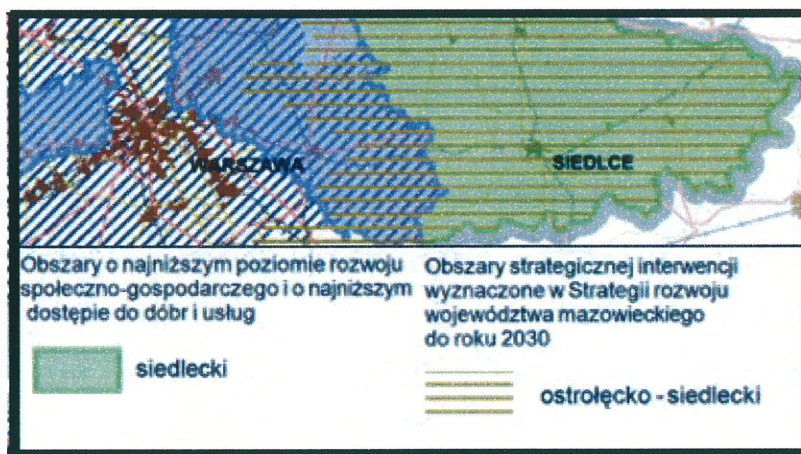 WARSZAWA
SIEDLCE
Obszary o najniższym poziomie rozwoju
społeczno-gospodarczego i o najniższym
dostępie do dóbr i usług
siedlecki
Obszary strategicznej interwencji
wyznaczone w Strategii rozwoju
województwa mazowieckiego
do roku 2030
ostrołęcko - siedlecki